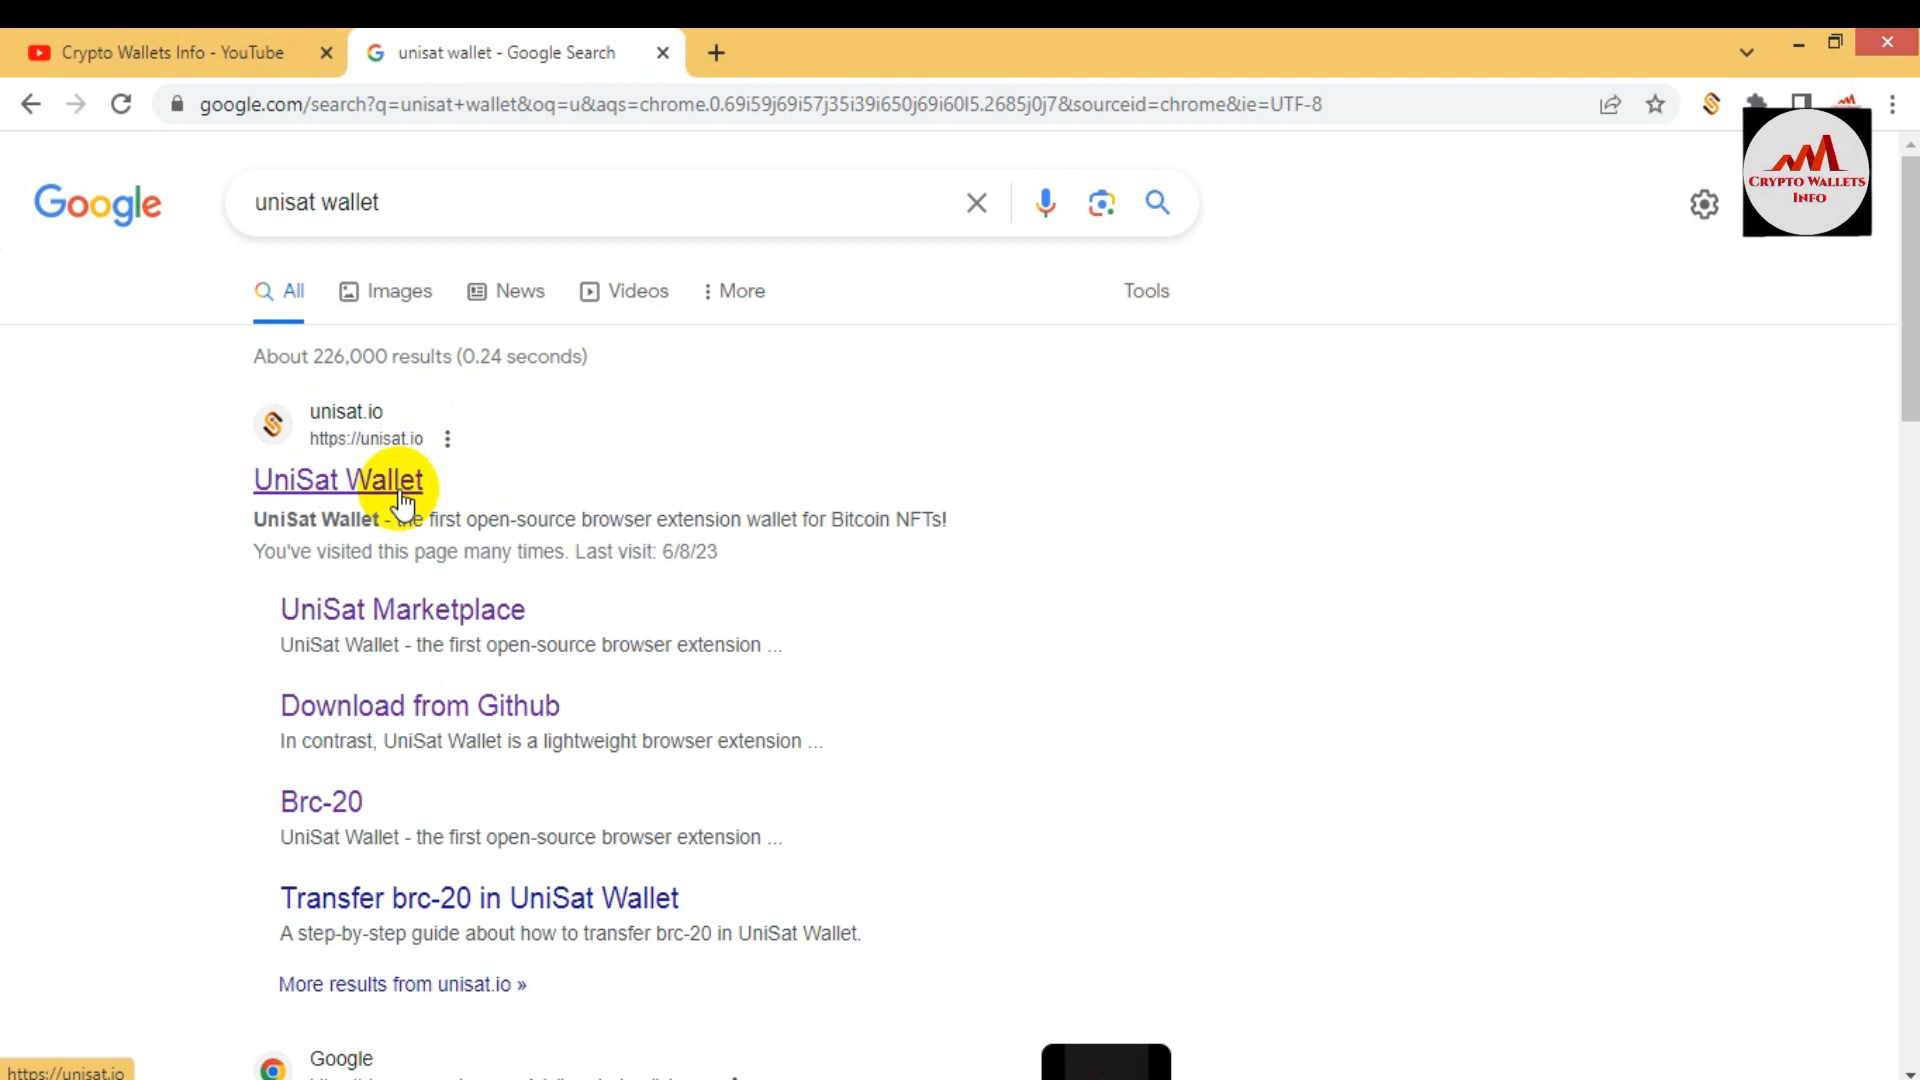 Crypto Wallets Info - YouTube
unisat wallet - Google Search
google.com/search?q=unisat+wallet&oq=u&aqs=chrome.0.69i59j69i57j35i39i650j69i60l5.2685j0j7&sourceid=chrome&ie=UTF-8
CRYPTO WALLETS
INFO
Google
unisat wallet
All
Images
News
Videos
More
Tools
About 226,000 results (0.24 seconds)
unisat.io
https://unisat.io
UniSat Wallet
UniSat Wallet - the first open-source browser extension wallet for Bitcoin NFTs!
You've visited this page many times. Last visit: 6/8/23
UniSat Marketplace
UniSat Wallet - the first open-source browser extension ...
Download from Github
In contrast, UniSat Wallet is a lightweight browser extension ...
Brc-20
UniSat Wallet - the first open-source browser extension ...
Transfer brc-20 in UniSat Wallet
A step-by-step guide about how to transfer brc-20 in UniSat Wallet.
More results from unisat.io »
Google
https://unisat.io